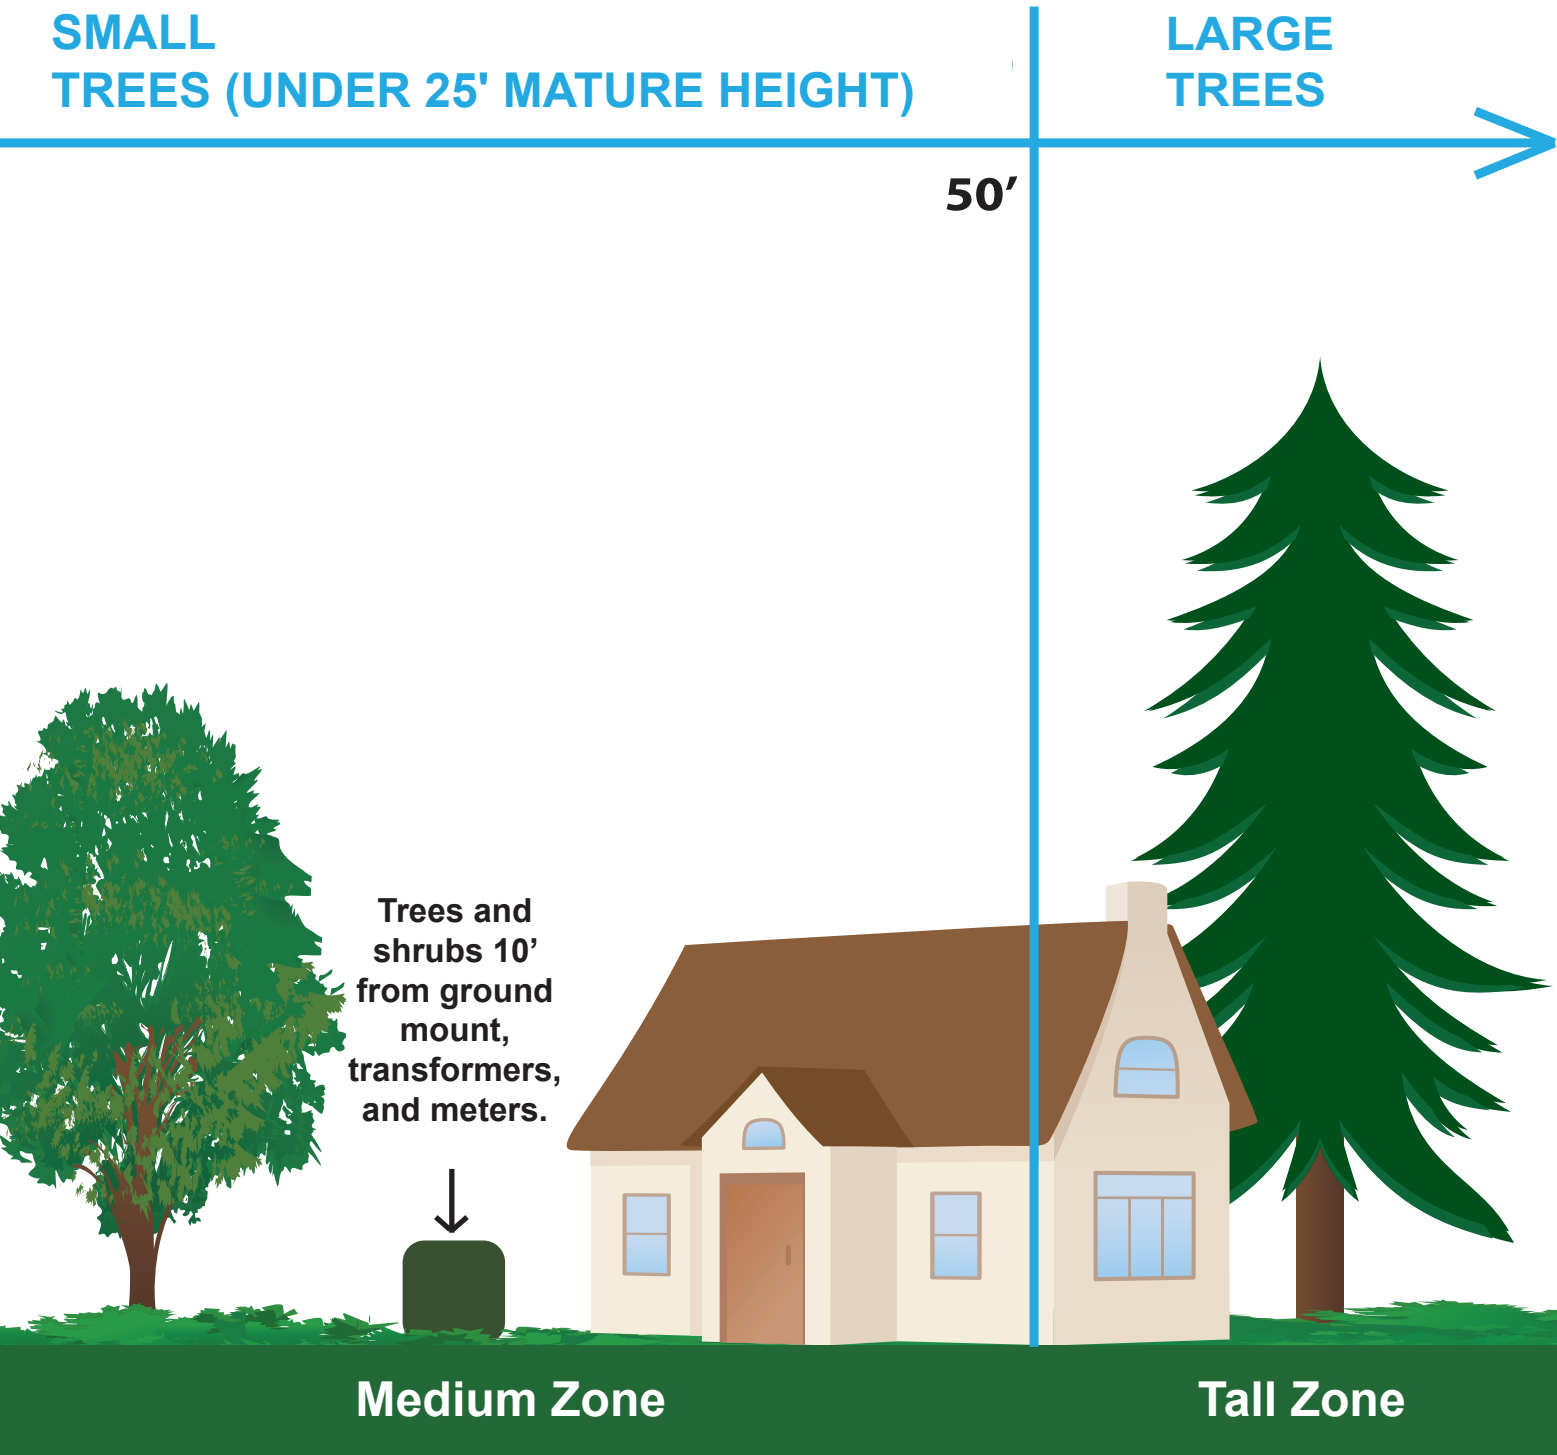 SMALL
TREES (UNDER 25' MATURE HEIGHT)
LARGE
TREES
50′
Trees and
shrubs 10’
from ground
mount,
transformers,
and meters.
Medium Zone
Tall Zone